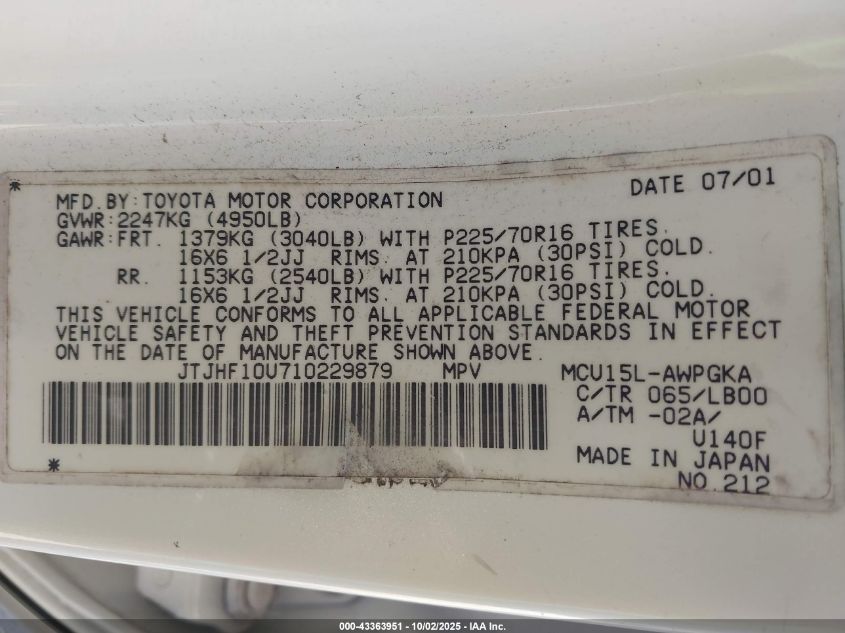 DATE 07/01
MFD.BY:TOYOTA MOTOR CORPORATION
GVWR:2247KG (4950LB)
GAWR:FRT. 1379KG (3040LB) WITH P225/70R16 TIRES.
16X6 1/2JJ RIMS. AT 210KPA (30PSI) COLD.
RR. 1153KG (2540LB) WITH P225/70R16 TIRES.
16X6 1/2JJ RIMS. AT 210KPA (30PSI) COLD.
THIS VEHICLE CONFORMS TO ALL APPLICABLE FEDERAL MOTOR
VEHICLE SAFETY AND THEFT PREVENTION STANDARDS IN EFFECT
ON THE DATE OF MANUFACTURE SHOWN ABOVE.
JTJHF10U710229879 MPV MCU15L-AWPGKA
C/TR 065/LB00
A/TM -02A/
U140F
MADE IN JAPAN
NO.212
000-43363951 - 10/02/2025 - IAA Inc.